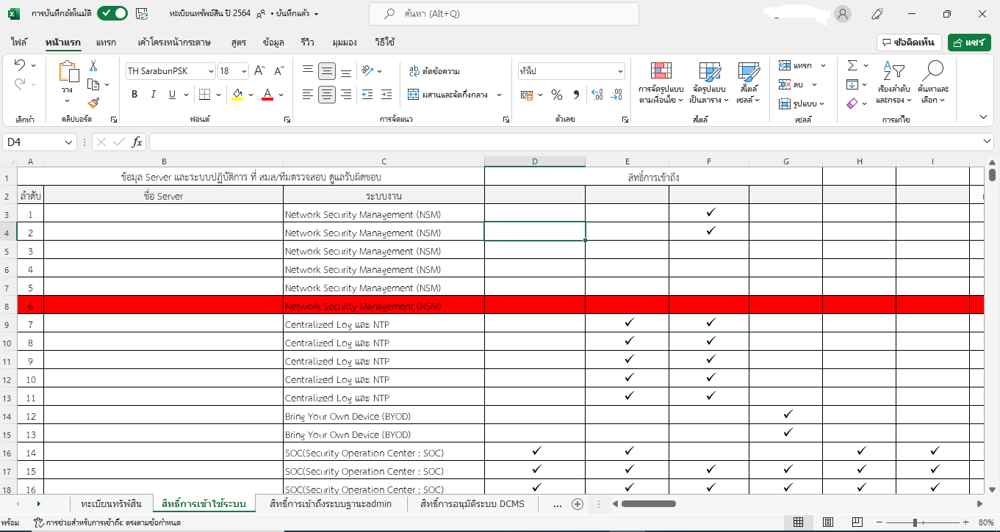 การบันทึกอัตโนมัติ ทะเบียนทรัพย์สิน ปี 2564 • บันทึกแล้ว ค้นหา (Alt+Q)
ไฟล์ หน้าแรก แทรก เค้าโครงหน้ากระดาษ สูตร ข้อมูล รีวิว มุมมอง วิธีใช้ ข้อคิดเห็น แชร์
วาง TH SarabunPSK 18 A A ab ตัดข้อความ ทั่วไป แทรก
B I U A ผสานและจัดกึ่งกลาง % ลบ
การจัดรูปแบบ จัดรูปแบบ สไตล์ เรียงลำดับ ค้นหาและ
ตามเงื่อนไข เป็นตาราง เซลล์ รูปแบบ และกรอง เลือก
เลิกทำ คลิปบอร์ด ฟอนต์ การจัดแนว ตัวเลข สไตล์ เซลล์ การแก้ไข
D4 fx
A B C D E F G H I
1 ข้อมูล Server และระบบปฏิบัติการ ที่ สมส/ทีมตรวจสอบ ดูแลรับผิดชอบ สิทธิ์การเข้าถึง
2 ลำดับ ชื่อ Server ระบบงาน
3 1 Network Security Management (NSM) ✓
4 2 Network Security Management (NSM) ✓
5 3 Network Security Management (NSM)
6 4 Network Security Management (NSM)
7 5 Network Security Management (NSM)
8 6 Network Security Management (NSM)
9 7 Centralized Log และ NTP ✓ ✓
10 8 Centralized Log และ NTP ✓ ✓
11 9 Centralized Log และ NTP ✓ ✓
12 10 Centralized Log และ NTP ✓ ✓
13 11 Centralized Log และ NTP ✓ ✓
14 12 Bring Your Own Device (BYOD) ✓
15 13 Bring Your Own Device (BYOD) ✓
16 14 SOC(Security Operation Center : SOC) ✓ ✓ ✓ ✓
17 15 SOC(Security Operation Center : SOC) ✓ ✓ ✓ ✓ ✓ ✓
18 16 SOC(Security Operation Center : SOC) ✓ ✓ ✓ ✓ ✓ ✓
ทะเบียนทรัพ์สิน สิทธิ์การเข้าใช้ระบบ สิทธิ์การเข้าถึงระบบฐานะadmin สิทธิ์การอนุมัติระบบ DCMS ...
พร้อม การช่วยสำหรับการเข้าถึง: ตรงตามข้อกำหนด 80%